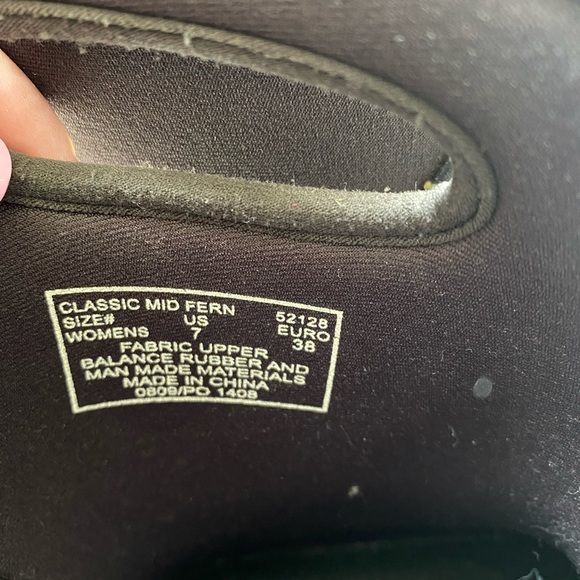 CLASSIC MID FERN 52128
SIZE# US EURO
WOMENS 7 38
FABRIC UPPER
BALANCE RUBBER AND
MAN MADE MATERIALS
MADE IN CHINA
0809/PO 1408